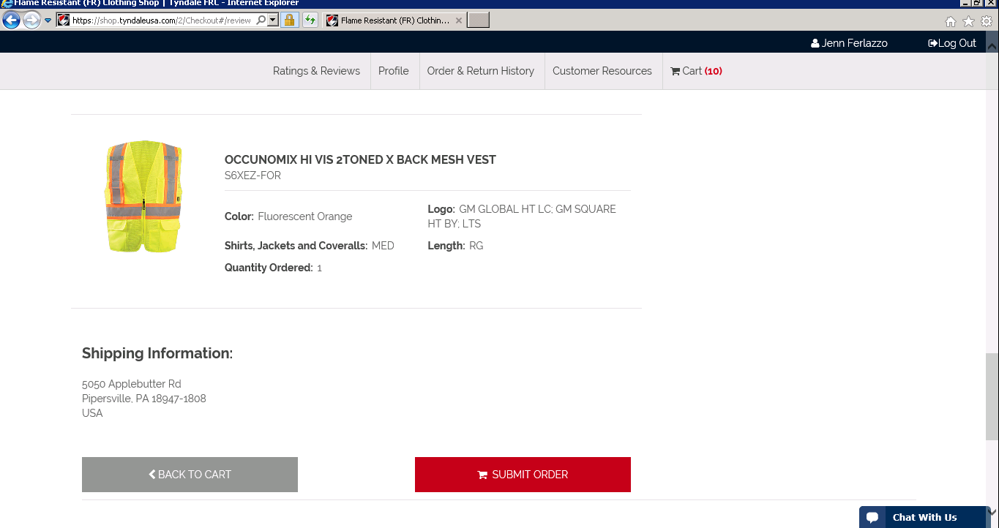 Flame Resistant (FR) Clothing Shop | Tyndale FRC - Internet Explorer
https://shop.tyndaleusa.com/2/Checkout#/review
Flame Resistant (FR) Clothin...
Jenn Ferlazzo
Log Out
Ratings & Reviews
Profile
Order & Return History
Customer Resources
Cart (10)
OCCUNOMIX HI VIS 2TONED X BACK MESH VEST
S6XEZ-FOR
Color: Fluorescent Orange
Logo: GM GLOBAL HT LC; GM SQUARE
HT BY; LTS
Shirts, Jackets and Coveralls: MED
Length: RG
Quantity Ordered: 1
Shipping Information:
5050 Applebutter Rd
Pipersville, PA 18947-1808
USA
BACK TO CART
SUBMIT ORDER
Chat With Us